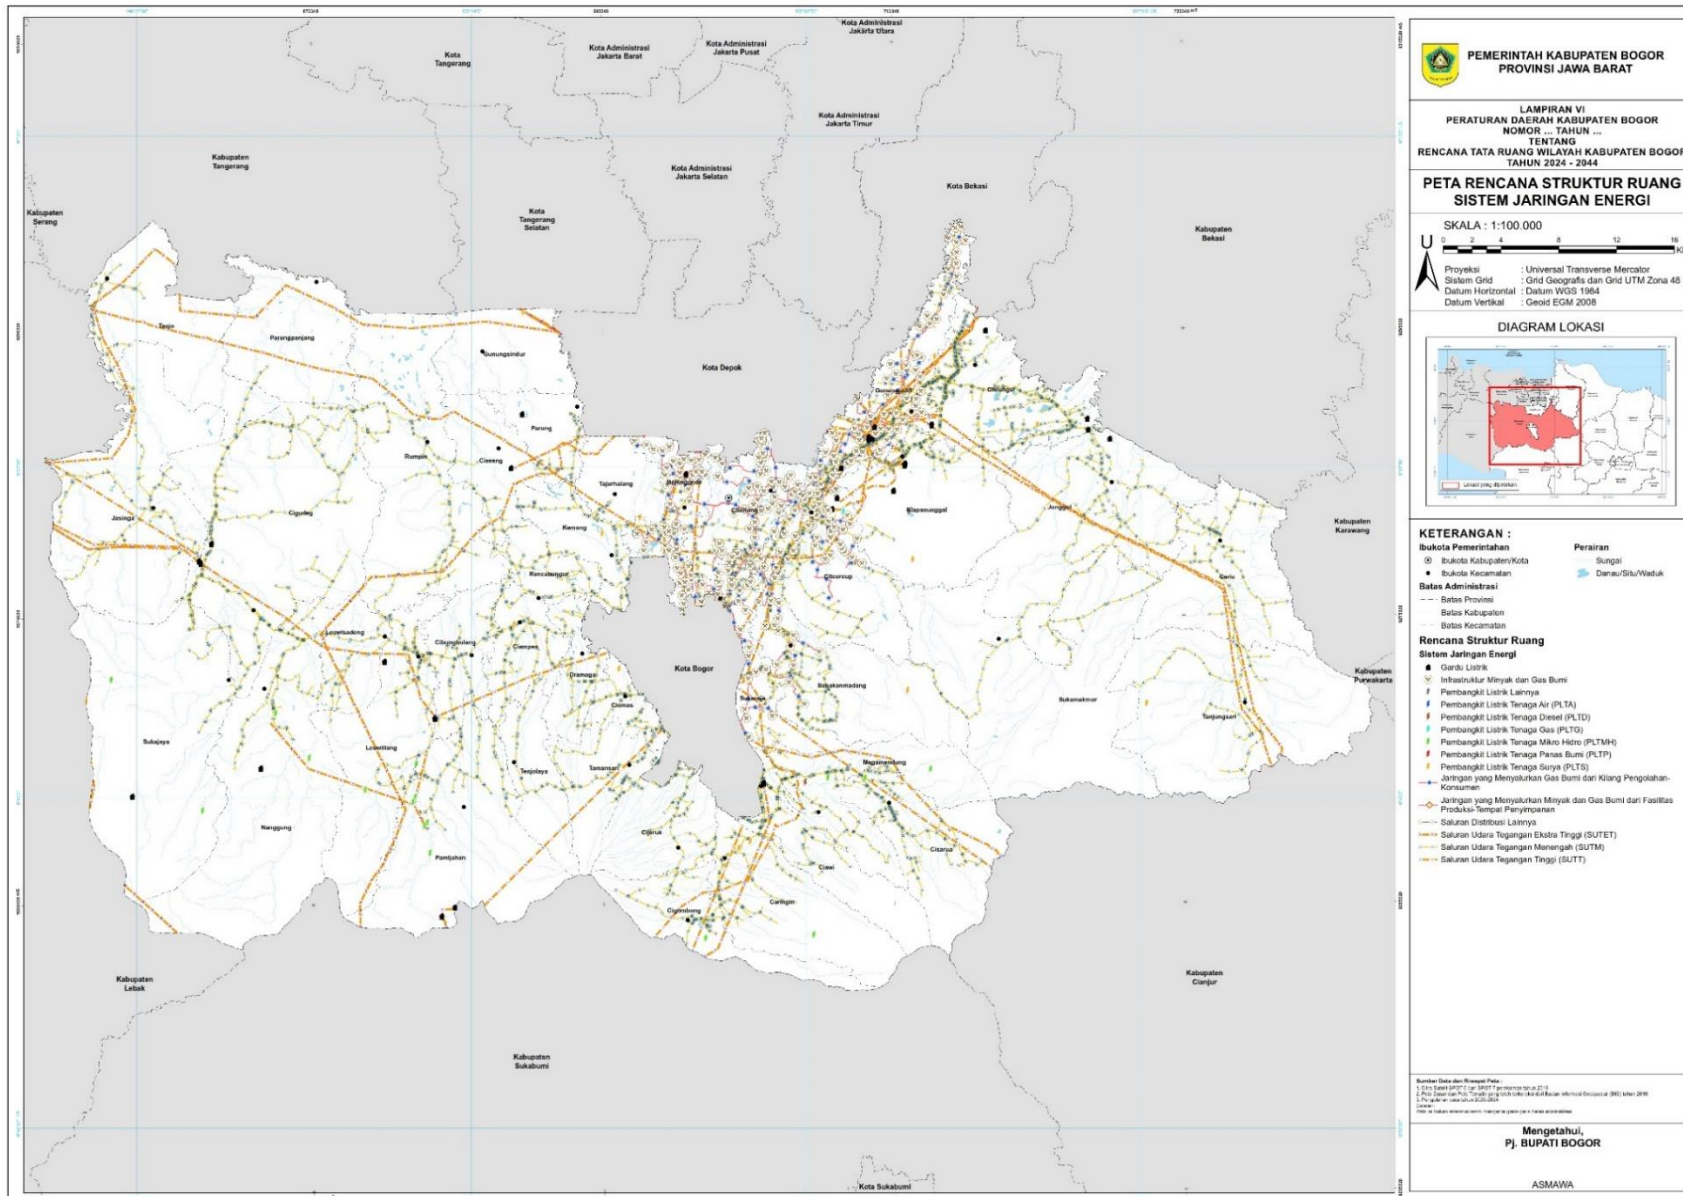 Kota Administrasi
Jakarta Utara
Kota Administrasi
Jakarta Pusat
Kota Administrasi
Jakarta Barat
Kota
Tangerang
Kota Administrasi
Jakarta Timur
Kabupaten
Tangerang
Kota Administrasi
Jakarta Selatan
Kota Bekasi
Kabupaten
Serang
Kota
Tangerang
Selatan
Kabupaten
Bekasi
Tenjo
Parungpanjang
Gunungsindur
Kota Depok
Parung
Rumpin
Ciseeng
Tajurhalang
Bojonggede
Cibinong
Klapanunggal
Jonggol
Jasinga
Cigudeg
Kemang
Kabupaten
Karawang
Rancabungur
Citeureup
Cariu
Leuwisadeng
Cibungbulang
Ciampea
Kota Bogor
Dramaga
Ciomas
Sukaraja
Babakanmadang
Sukamakmur
Kabupaten
Purwakarta
Tanjungsari
Sukajaya
Leuwiliang
Tenjolaya
Tamansari
Megamendung
Nanggung
Pamijahan
Cijeruk
Ciawi
Cisarua
Cigombong
Caringin
Kabupaten
Lebak
Kabupaten
Cianjur
Kabupaten
Sukabumi
Kota Sukabumi
PEMERINTAH KABUPATEN BOGOR
PROVINSI JAWA BARAT
LAMPIRAN VI
PERATURAN DAERAH KABUPATEN BOGOR
NOMOR ... TAHUN ...
TENTANG
RENCANA TATA RUANG WILAYAH KABUPATEN BOGOR
TAHUN 2024 - 2044
PETA RENCANA STRUKTUR RUANG
SISTEM JARINGAN ENERGI
SKALA : 1:100.000
U
0 2 4 8 12 16
Proyeksi : Universal Transverse Mercator
Sistem Grid : Grid Geografis dan Grid UTM Zona 48
Datum Horizontal : Datum WGS 1984
Datum Vertikal : Geoid EGM 2008
DIAGRAM LOKASI
Lokasi yang dipetakan
KETERANGAN :
Ibukota Pemerintahan
Ibukota Kabupaten/Kota
Ibukota Kecamatan
Perairan
Sungai
Danau/Situ/Waduk
Batas Administrasi
Batas Provinsi
Batas Kabupaten
Batas Kecamatan
Rencana Struktur Ruang
Sistem Jaringan Energi
Gardu Listrik
Infrastruktur Minyak dan Gas Bumi
Pembangkit Listrik Lainnya
Pembangkit Listrik Tenaga Air (PLTA)
Pembangkit Listrik Tenaga Diesel (PLTD)
Pembangkit Listrik Tenaga Gas (PLTG)
Pembangkit Listrik Tenaga Mikro Hidro (PLTMH)
Pembangkit Listrik Tenaga Panas Bumi (PLTP)
Pembangkit Listrik Tenaga Surya (PLTS)
Jaringan yang Menyalurkan Gas Bumi dari Kilang Pengolahan-
Konsumen
Jaringan yang Menyalurkan Minyak dan Gas Bumi dari Fasilitas
Produksi-Tempat Penyimpanan
Saluran Distribusi Lainnya
Saluran Udara Tegangan Ekstra Tinggi (SUTET)
Saluran Udara Tegangan Menengah (SUTM)
Saluran Udara Tegangan Tinggi (SUTT)
Sumber Data dan Riwayat Peta :
Mengetahui,
Pj. BUPATI BOGOR
ASMAWA